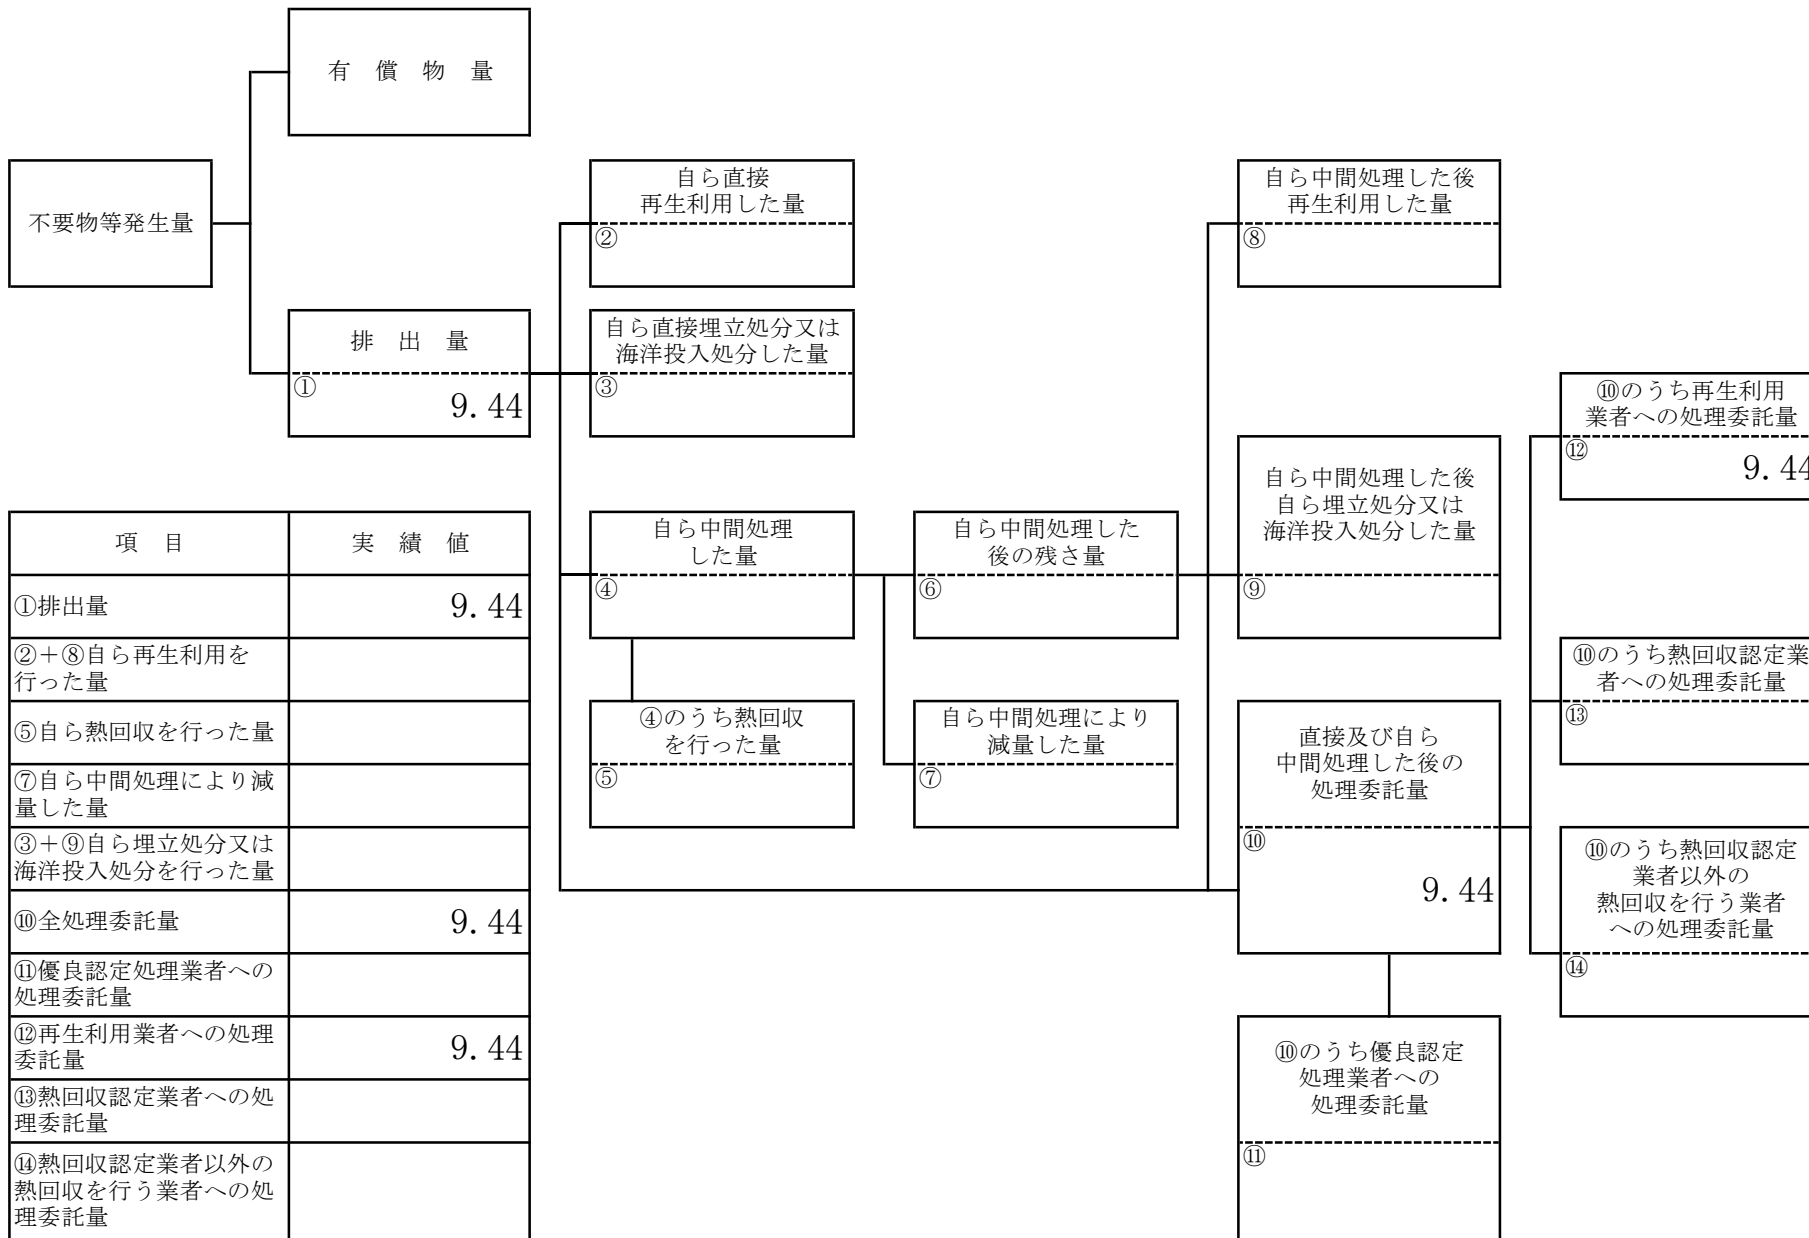 有 償 物 量
不要物等発生量
排 出 量
①
9.44
自ら直接
再生利用した量
②
自ら直接埋立処分又は
海洋投入処分した量
③
自ら中間処理
した量
④
④のうち熱回収
を行った量
⑤
自ら中間処理した
後の残さ量
⑥
自ら中間処理により
減量した量
⑦
自ら中間処理した後
再生利用した量
⑧
自ら中間処理した後
自ら埋立処分又は
海洋投入処分した量
⑨
直接及び自ら
中間処理した後の
処理委託量
⑩
9.44
⑩のうち優良認定
処理業者への
処理委託量
⑪
⑩のうち再生利用
業者への処理委託量
⑫
9.44
⑩のうち熱回収認定業
者への処理委託量
⑬
⑩のうち熱回収認定
業者以外の
熱回収を行う業者
への処理委託量
⑭
項 目
実 績 値
①排出量
9.44
②＋⑧自ら再生利用を
行った量
⑤自ら熱回収を行った量
⑦自ら中間処理により減
量した量
③＋⑨自ら埋立処分又は
海洋投入処分を行った量
⑩全処理委託量
9.44
⑪優良認定処理業者への
処理委託量
⑫再生利用業者への処理
委託量
9.44
⑬熱回収認定業者への処
理委託量
⑭熱回収認定業者以外の
熱回収を行う業者への処
理委託量